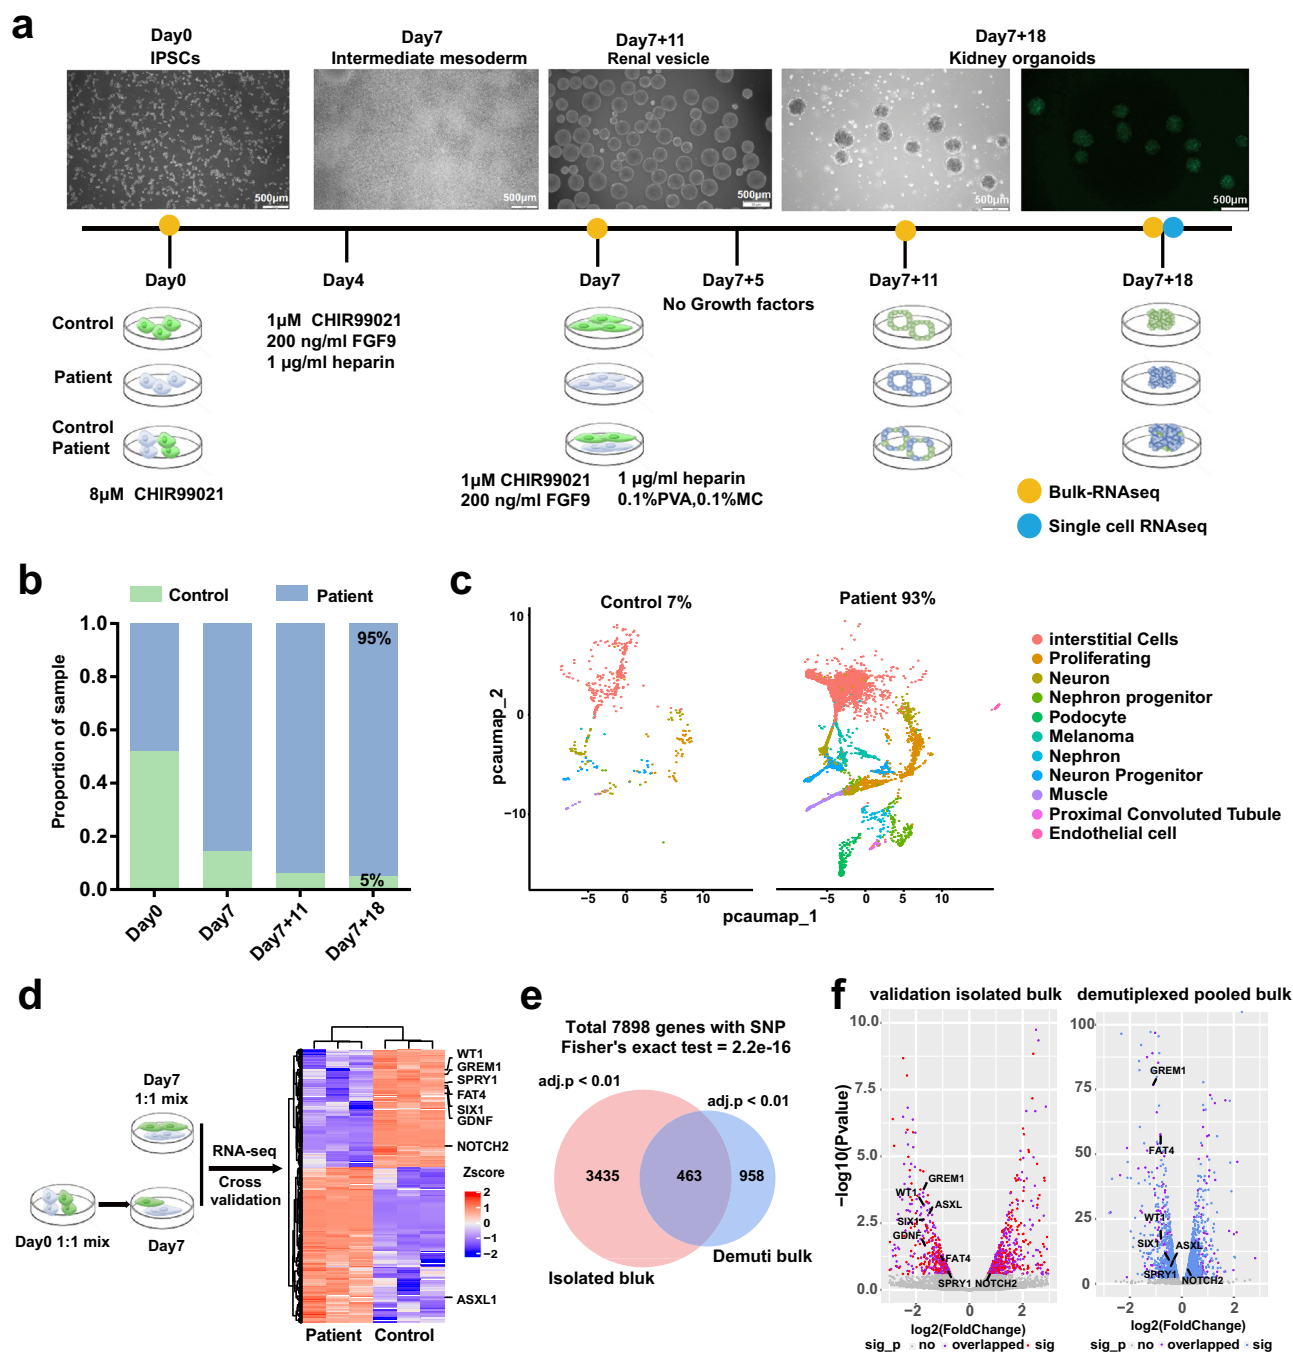 a
Day0
IPSCs
Day7
Intermediate mesoderm
Day7+11
Renal vesicle
Day7+18
Kidney organoids
500μm
500μm
500μm
500μm
500μm
Day0
Day4
Day7
Day7+5
Day7+11
Day7+18
1μM CHIR99021
200 ng/ml FGF9
1 μg/ml heparin
No Growth factors
Control
Patient
Control
Patient
8μM CHIR99021
1μM CHIR99021
200 ng/ml FGF9
1 μg/ml heparin
0.1%PVA,0.1%MC
Bulk-RNAseq
Single cell RNAseq
b
Control
Patient
Proportion of sample
1.0
0.8
0.6
0.4
0.2
0.0
95%
5%
Day0
Day7
Day7+11
Day7+18
c
Control 7%
Patient 93%
pcaumap_2
10
0
−10
−5
0
5
10
−5
0
5
10
pcaumap_1
interstitial Cells
Proliferating
Neuron
Nephron progenitor
Podocyte
Melanoma
Nephron
Neuron Progenitor
Muscle
Proximal Convoluted Tubule
Endothelial cell
d
Day7
1:1 mix
RNA-seq
Cross
validation
Day0 1:1 mix
Day7
WT1
GREM1
SPRY1
FAT4
SIX1
GDNF
NOTCH2
Zscore
2
1
0
−1
−2
ASXL1
Patient
Control
e
Total 7898 genes with SNP
Fisher's exact test = 2.2e-16
adj.p < 0.01
adj.p < 0.01
3435
463
958
Isolated bluk
Demuti bulk
f
validation isolated bulk
−log10(Pvalue)
10.0
7.5
5.0
2.5
0.0
GREM1
WT1
ASXL
SIX1
GDNF
FAT4
SPRY1
NOTCH2
−2
0
2
log2(FoldChange)
sig_p no overlapped sig
demutiplexed pooled bulk
100
75
50
25
0
GREM1
FAT4
WT1
SIX1
ASXL
SPRY1
NOTCH2
−2
0
2
log2(FoldChange)
sig_p no overlapped sig